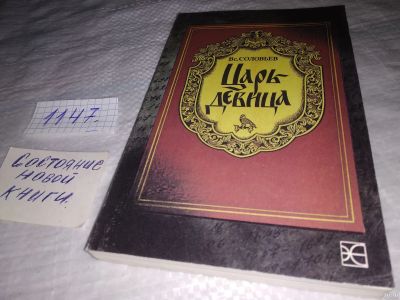 Вс. СОЛОВЬЕВ
ЦАРЬ-
ДЕВИЦА
1147
Состояние
новой
книги.